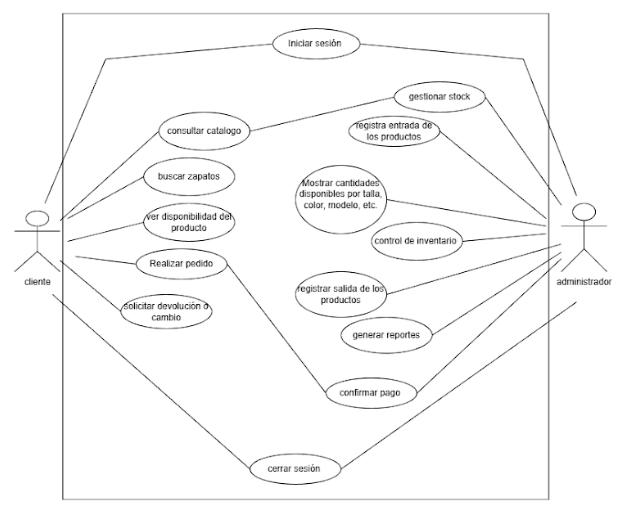 Iniciar sesión
gestionar stock
consultar catalogo
registra entrada de
los productos
buscar zapatos
Mostrar cantidades
disponibles por talla,
color, modelo, etc.
ver disponibilidad del
producto
control de inventario
Realizar pedido
cliente
administrador
registrar salida de los
productos
solicitar devolución o
cambio
generar reportes
confirmar pago
cerrar sesión